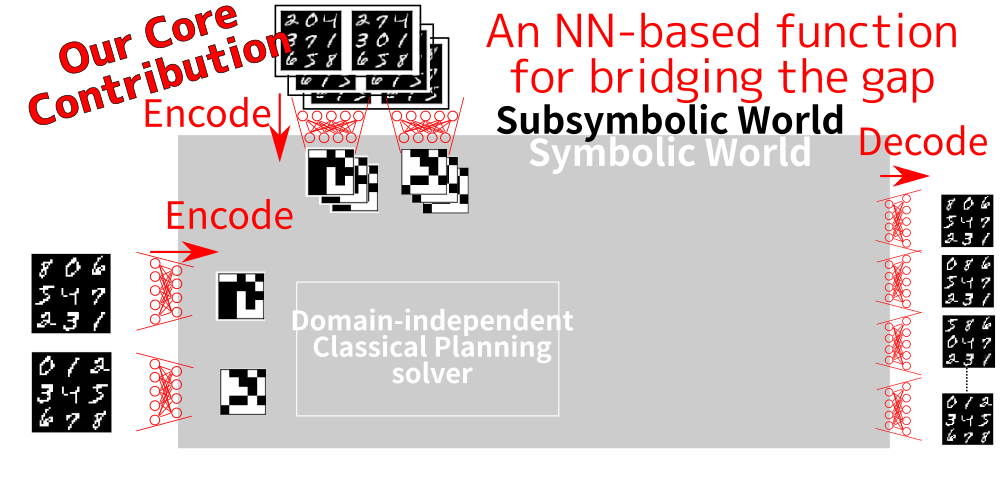 Our Core
Contribution
An NN-based function
for bridging the gap
2 0 4 2 7 4
3 7 1 3 0 1
6 5 8 6 5 8
Encode
Subsymbolic World
Symbolic World
Decode
Encode
8 0 6
5 4 7
2 3 1
0 1 2
3 4 5
6 7 8
Domain-independent
Classical Planning
solver
8 0 6
5 4 7
2 3 1
0 8 6
5 4 7
2 3 1
5 8 6
0 4 7
2 3 1
0 1 2
3 4 5
6 7 8